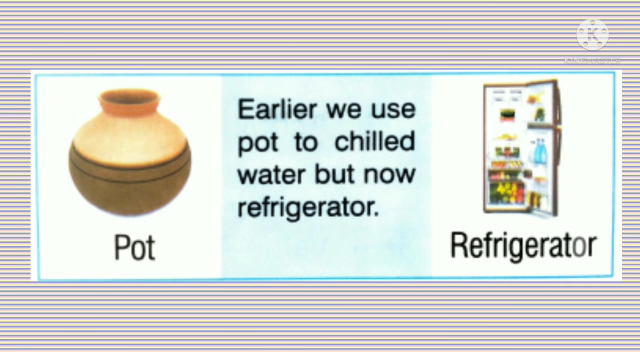 Earlier we use
pot to chilled
water but now
refrigerator.
Pot
Refrigerator
K